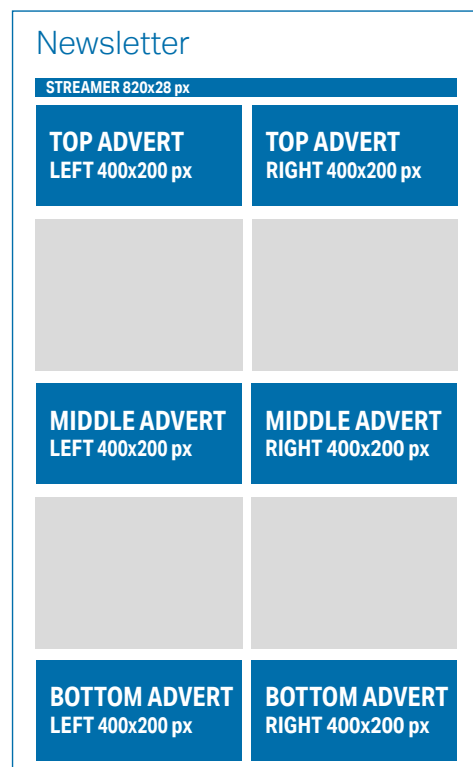 Newsletter
STREAMER 820x28 px
TOP ADVERT
LEFT 400x200 px
TOP ADVERT
RIGHT 400x200 px
MIDDLE ADVERT
LEFT 400x200 px
MIDDLE ADVERT
RIGHT 400x200 px
BOTTOM ADVERT
LEFT 400x200 px
BOTTOM ADVERT
RIGHT 400x200 px